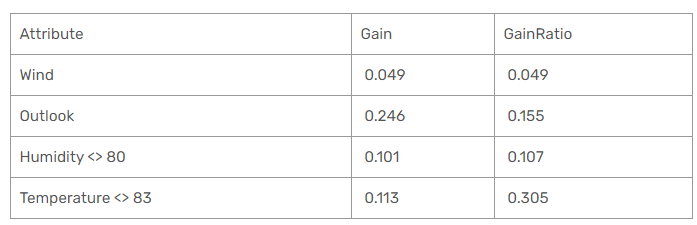 Attribute Gain GainRatio
Wind 0.049 0.049
Outlook 0.246 0.155
Humidity <> 80 0.101 0.107
Temperature <> 83 0.113 0.305